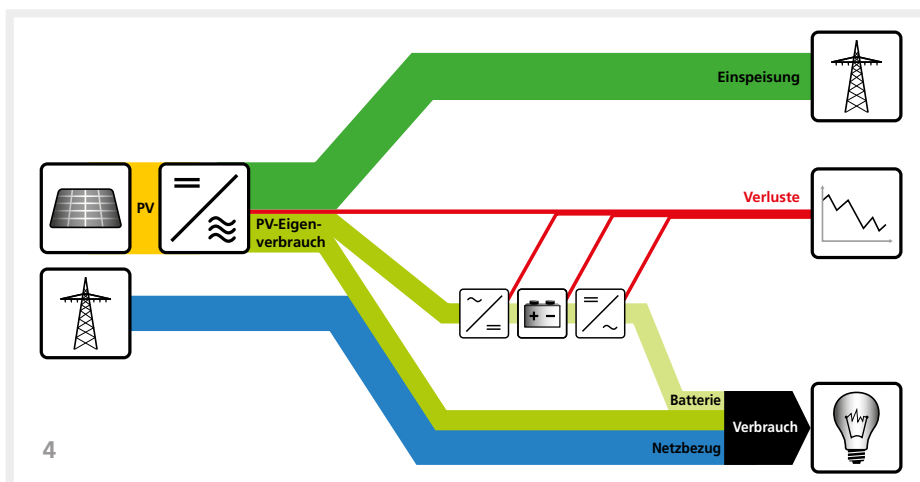 Einspeisung
PV
Verluste
PV-Eigen-
verbrauch
Batterie
Verbrauch
Netzbezug
4